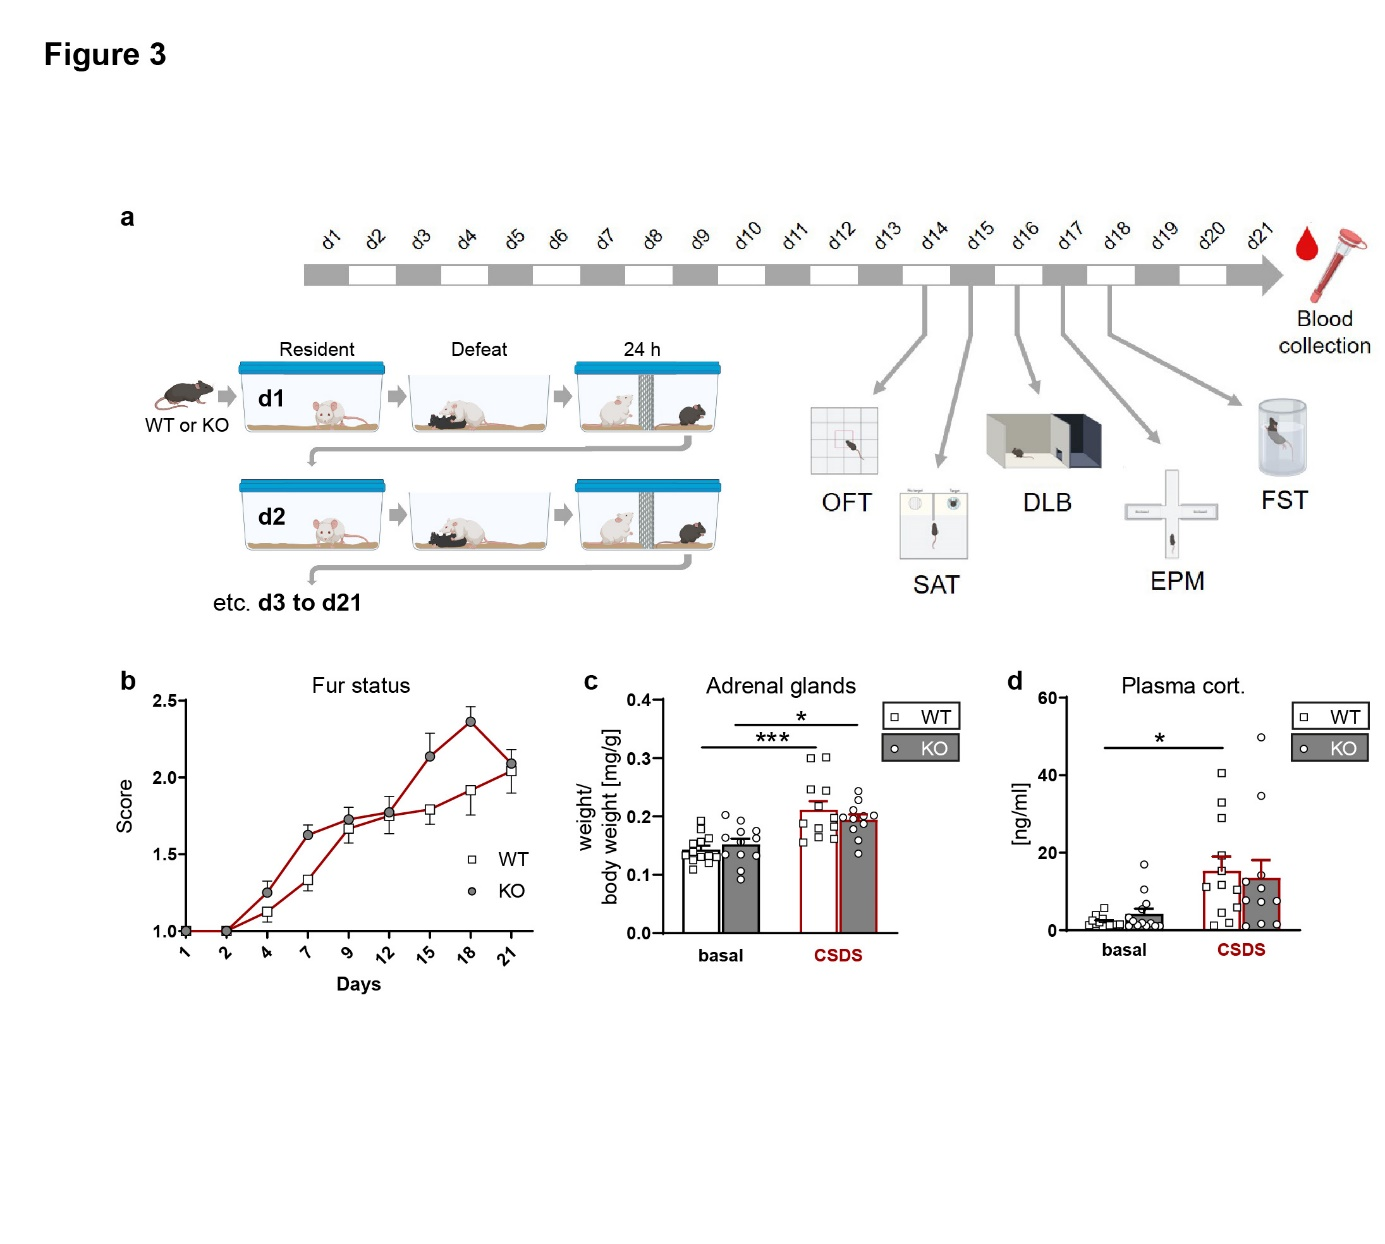 Figure 3
a
d1 d2 d3 d4 d5 d6 d7 d8 d9 d10 d11 d12 d13 d14 d15 d16 d17 d18 d19 d20 d21
Blood
collection
Resident Defeat 24 h
WT or KO
d1
d2
etc. d3 to d21
OFT
SAT
DLB
EPM
FST
b
Fur status
Score
2.5
2.0
1.5
1.0
WT
KO
1 2 4 7 9 12 15 18 21
Days
c
Adrenal glands
weight/
body weight [mg/g]
0.4
0.3
0.2
0.1
0.0
*
***
WT
KO
basal CSDS
d
Plasma cort.
[ng/ml]
60
40
20
0
*
WT
KO
basal CSDS